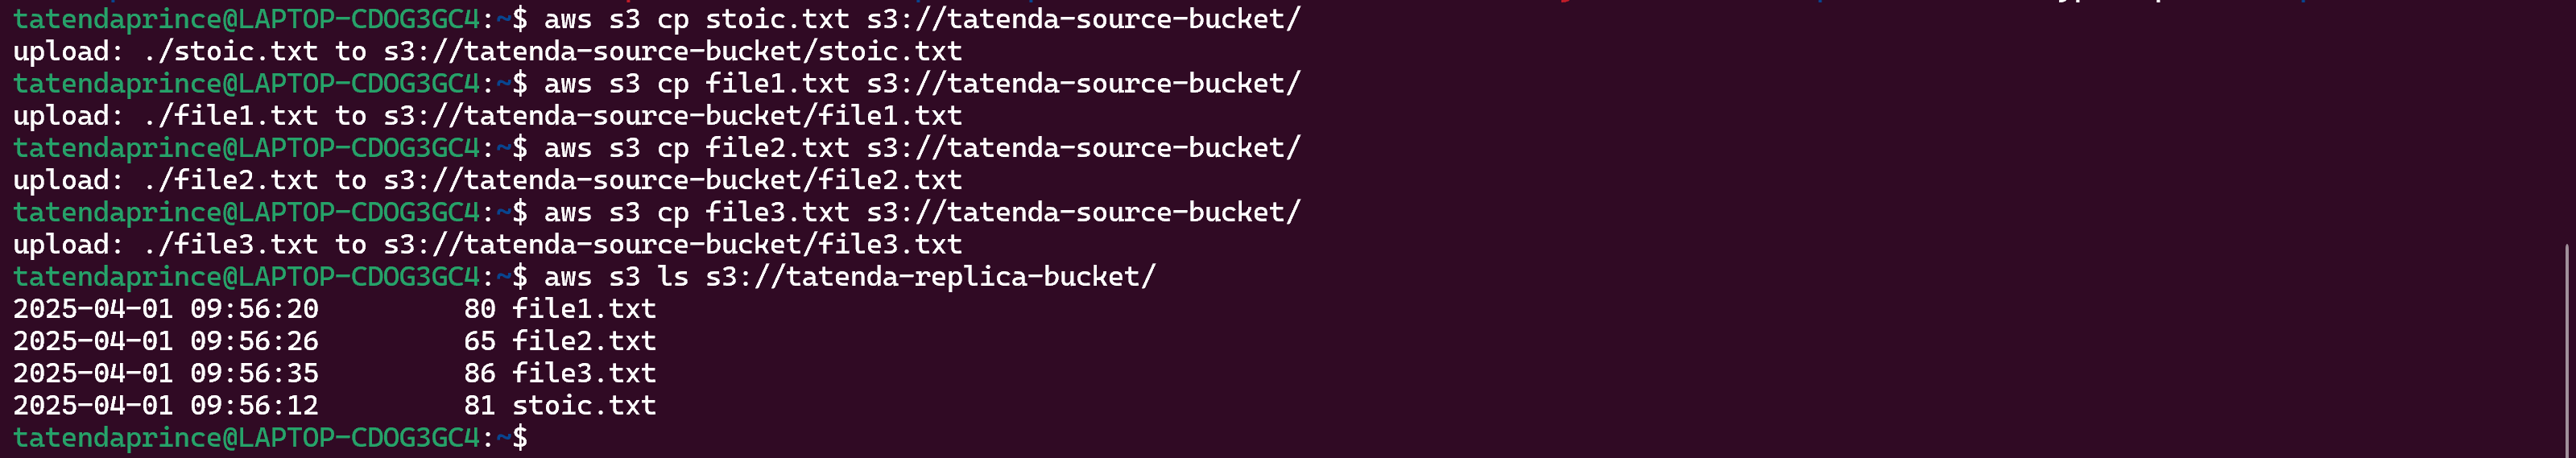 tatendaprince@LAPTOP-CDOG3GC4:~$ aws s3 cp stoic.txt s3://tatenda-source-bucket/
upload: ./stoic.txt to s3://tatenda-source-bucket/stoic.txt
tatendaprince@LAPTOP-CDOG3GC4:~$ aws s3 cp file1.txt s3://tatenda-source-bucket/
upload: ./file1.txt to s3://tatenda-source-bucket/file1.txt
tatendaprince@LAPTOP-CDOG3GC4:~$ aws s3 cp file2.txt s3://tatenda-source-bucket/
upload: ./file2.txt to s3://tatenda-source-bucket/file2.txt
tatendaprince@LAPTOP-CDOG3GC4:~$ aws s3 cp file3.txt s3://tatenda-source-bucket/
upload: ./file3.txt to s3://tatenda-source-bucket/file3.txt
tatendaprince@LAPTOP-CDOG3GC4:~$ aws s3 ls s3://tatenda-replica-bucket/
2025-04-01 09:56:20         80 file1.txt
2025-04-01 09:56:26         65 file2.txt
2025-04-01 09:56:35         86 file3.txt
2025-04-01 09:56:12         81 stoic.txt
tatendaprince@LAPTOP-CDOG3GC4:~$